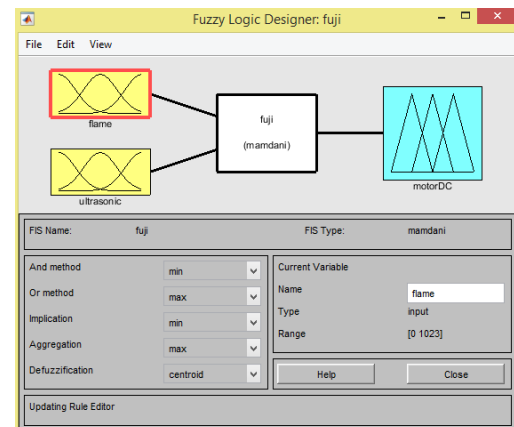 Fuzzy Logic Designer: fuji
File Edit View
flame
ultrasonic
fuji
(mamdani)
motorDC
FIS Name: fuji FIS Type: mamdani
And method min
Or method max
Implication min
Aggregation max
Defuzzification centroid
Current Variable
Name flame
Type input
Range [0 1023]
Help Close
Updating Rule Editor